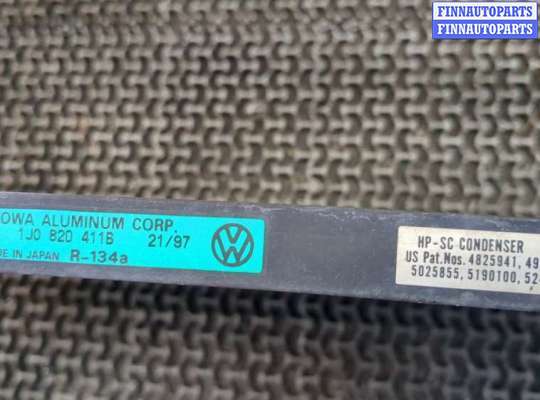 FINNAUTOPARTS
FINNAUTOPARTS
OWA ALUMINUM CORP.
1J0 820 411B 21/97
DE IN JAPAN R-134a
HP-SC CONDENSER
US Pat.Nos. 4825941, 49
5025855, 5190100, 52